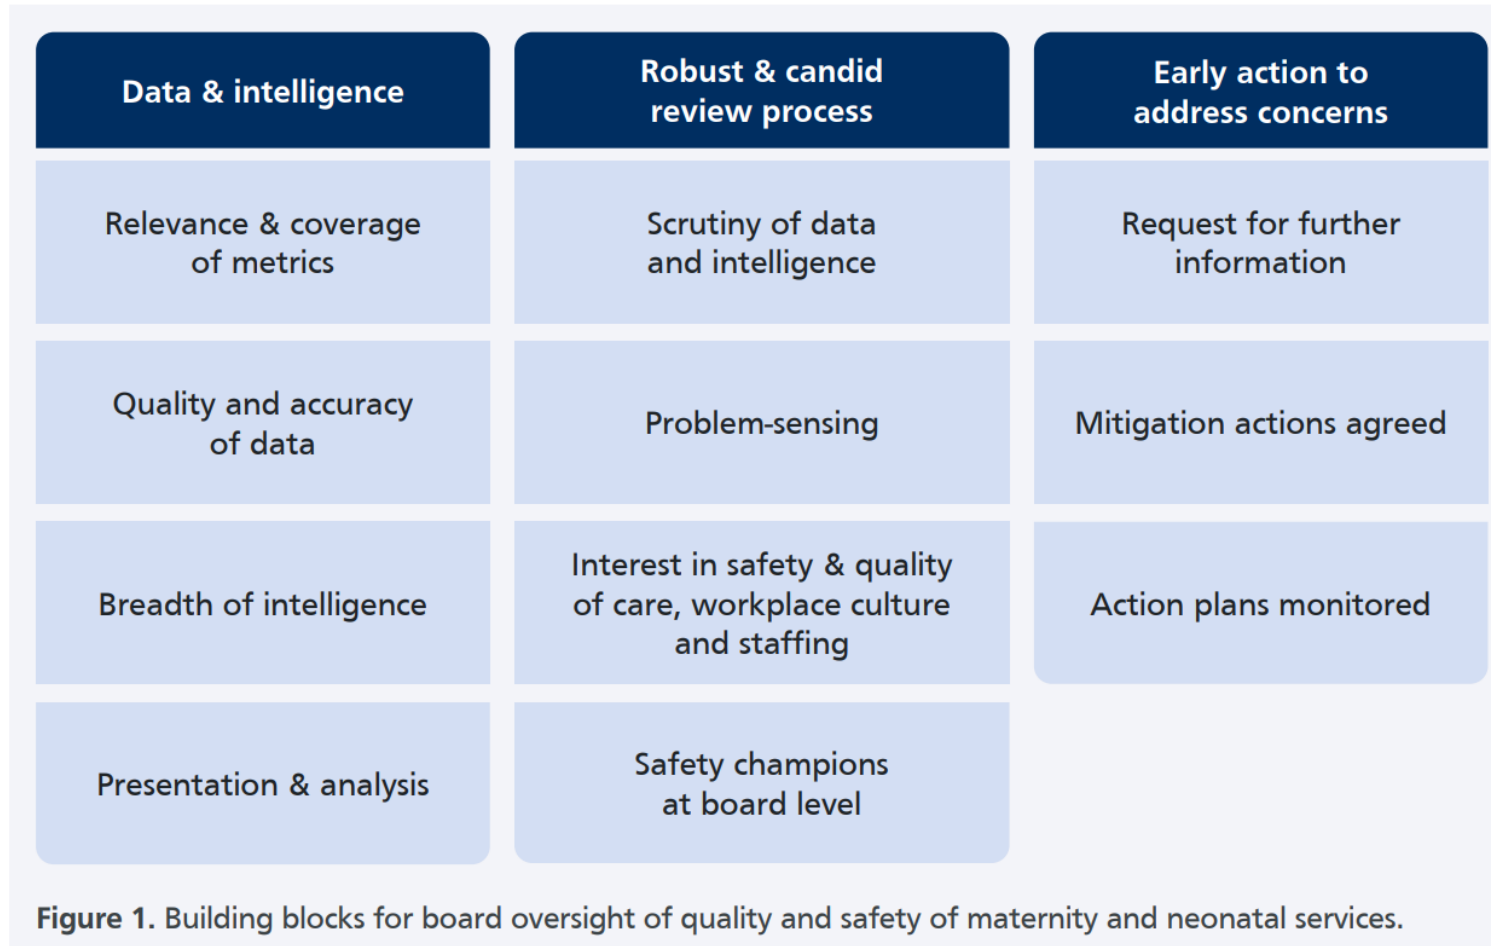 Data & intelligence
Relevance & coverage
of metrics
Quality and accuracy
of data
Breadth of intelligence
Presentation & analysis
Robust & candid
review process
Scrutiny of data
and intelligence
Problem-sensing
Interest in safety & quality
of care, workplace culture
and staffing
Safety champions
at board level
Early action to
address concerns
Request for further
information
Mitigation actions agreed
Action plans monitored
Figure 1. Building blocks for board oversight of quality and safety of maternity and neonatal services.